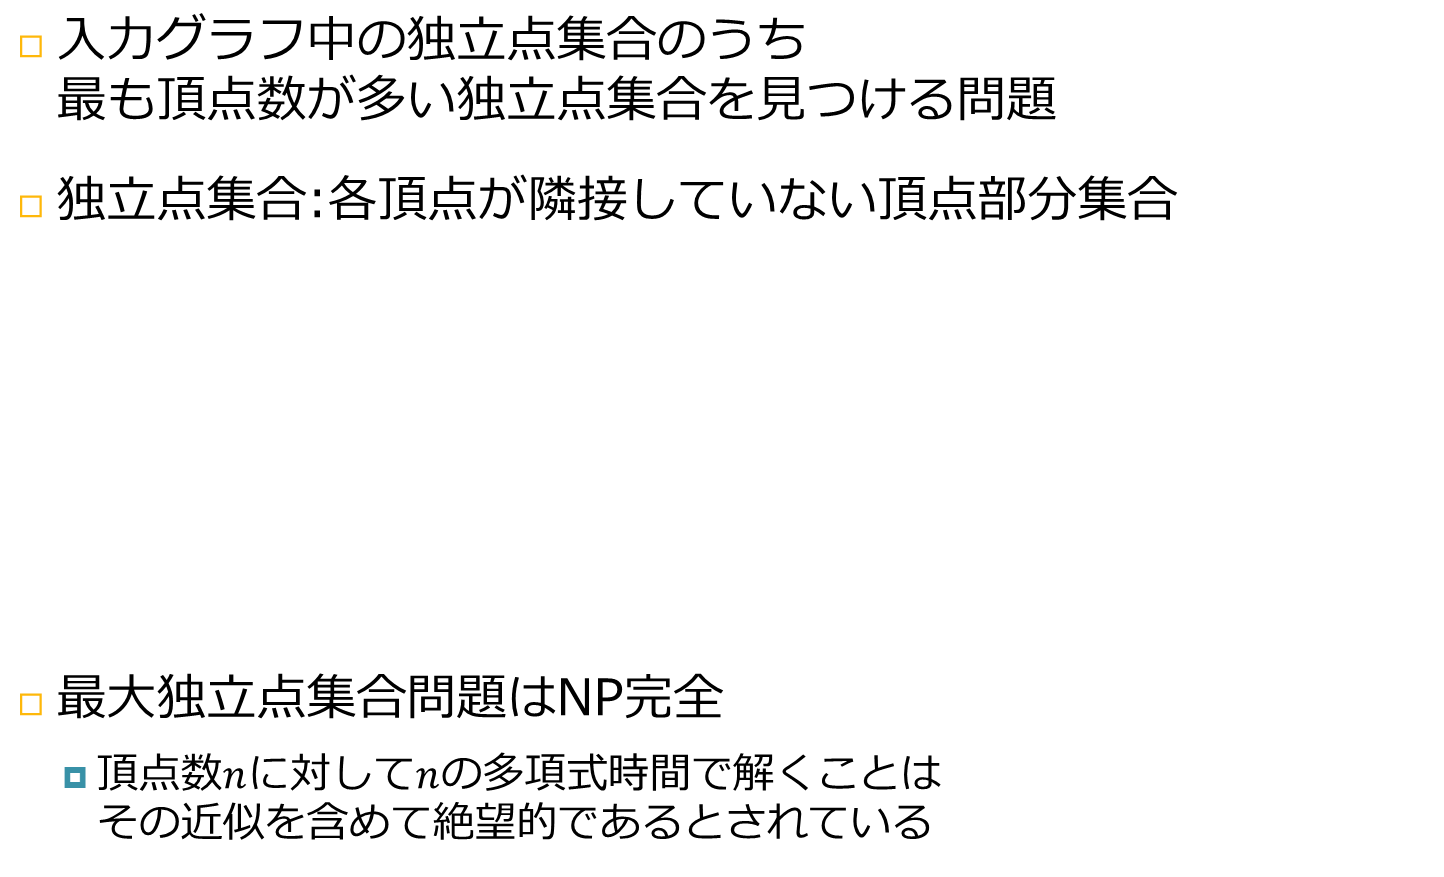 入力グラフ中の独立点集合のうち
最も頂点数が多い独立点集合を見つける問題
独立点集合:各頂点が隣接していない頂点部分集合
最大独立点集合問題はNP完全
頂点数nに対してnの多項式時間で解くことは
その近似を含めて絶望的であるとされている